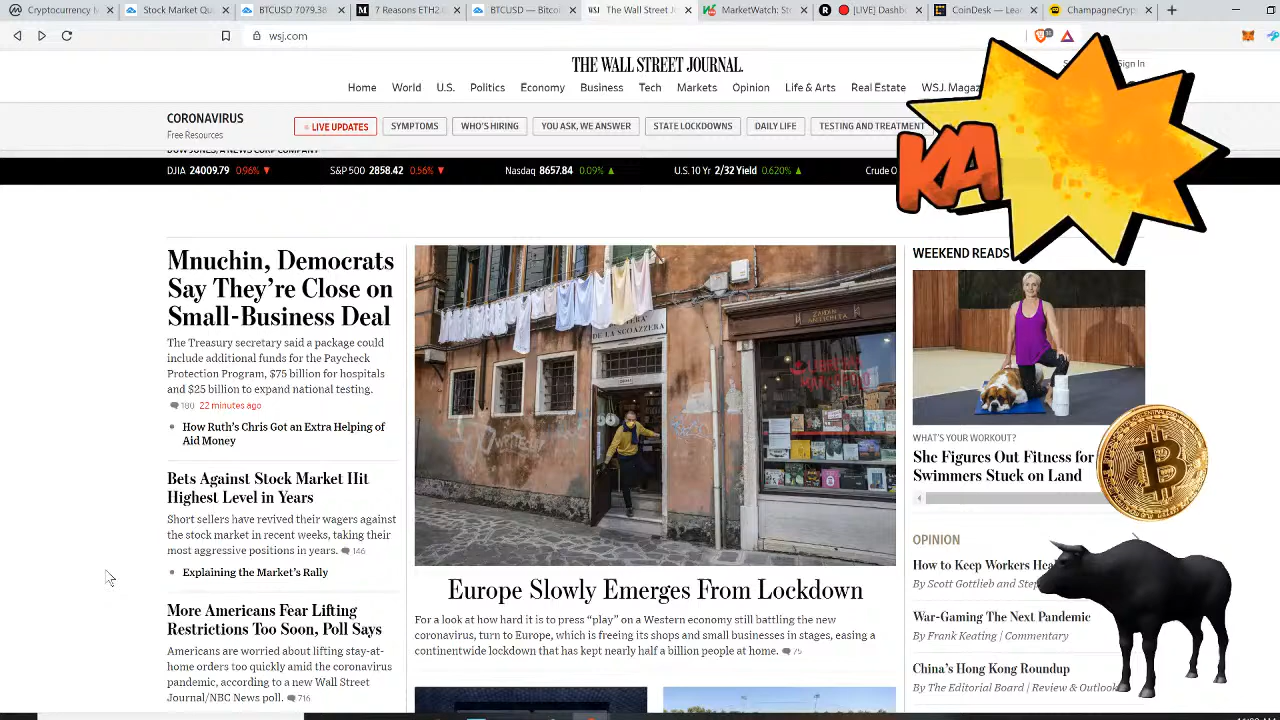 Cryptocurrency M
Stock Market Qu
BTCUSD 7079.38
7 Reasons ETH2.
BTCUSD — Bitcoi
The Wall Street J
MarketWatch: St
[LIVE] Dashb
CoinDesk — Lea
ChampagneCryp
wsj.com
THE WALL STREET JOURNAL.
Sign In
Home World U.S. Politics Economy Business Tech Markets Opinion Life & Arts Real Estate WSJ. Magaz
CORONAVIRUS
Free Resources
LIVE UPDATES SYMPTOMS WHO'S HIRING YOU ASK, WE ANSWER STATE LOCKDOWNS DAILY LIFE TESTING AND TREATMENT
KA
DOW JONES, A NEWS CORP COMPANY
DJIA 24009.79 0.96% ▼ S&P 500 2858.42 0.56% ▼ Nasdaq 8657.84 0.09% ▲ U.S. 10 Yr 2/32 Yield 0.620% ▲ Crude O
Mnuchin, Democrats
Say They're Close on
Small-Business Deal
The Treasury secretary said a package could
include additional funds for the Paycheck
Protection Program, $75 billion for hospitals
and $25 billion to expand national testing.
180 22 minutes ago
• How Ruth's Chris Got an Extra Helping of
Aid Money
Bets Against Stock Market Hit
Highest Level in Years
Short sellers have revived their wagers against
the stock market in recent weeks, taking their
most aggressive positions in years. 146
• Explaining the Market's Rally
More Americans Fear Lifting
Restrictions Too Soon, Poll Says
Americans are worried about lifting stay-at-
home orders too quickly amid the coronavirus
pandemic, according to a new Wall Street
Journal/NBC News poll. 716
Europe Slowly Emerges From Lockdown
For a look at how hard it is to press “play” on a Western economy still battling the new
coronavirus, turn to Europe, which is freeing its shops and small businesses in stages, easing a
continentwide lockdown that has kept nearly half a billion people at home. 75
WEEKEND READS
WHAT'S YOUR WORKOUT?
She Figures Out Fitness for
Swimmers Stuck on Land
OPINION
How to Keep Workers Hea
By Scott Gottlieb and Step
War-Gaming The Next Pandemic
By Frank Keating | Commentary
China's Hong Kong Roundup
By The Editorial Board | Review & Outlook